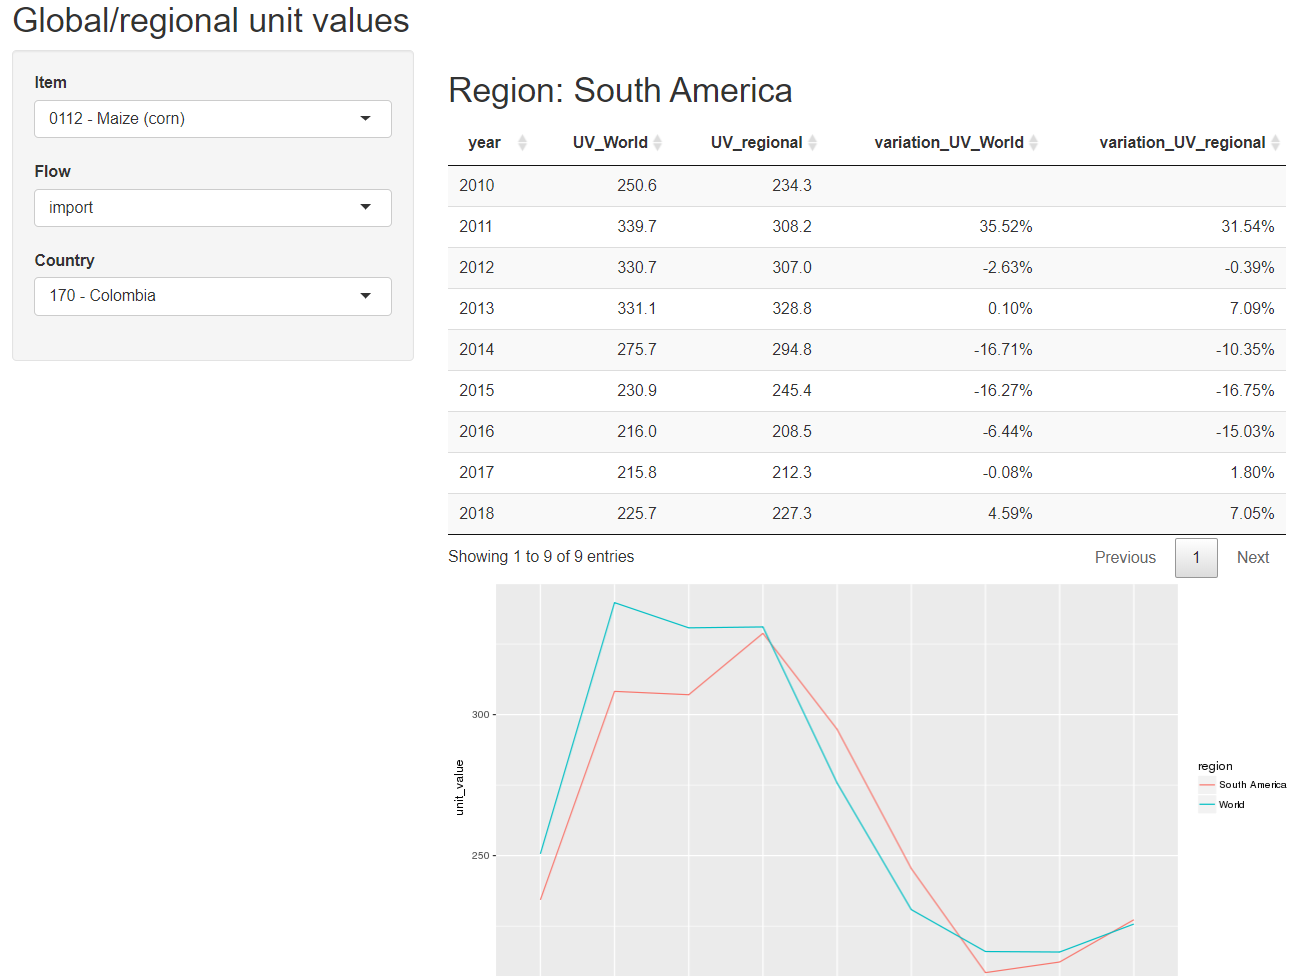 Global/regional unit values
Item
0112 - Maize (corn)
Flow
import
Country
170 - Colombia
Region: South America
year UV_World UV_regional variation_UV_World variation_UV_regional
2010 250.6 234.3
2011 339.7 308.2 35.52% 31.54%
2012 330.7 307.0 -2.63% -0.39%
2013 331.1 328.8 0.10% 7.09%
2014 275.7 294.8 -16.71% -10.35%
2015 230.9 245.4 -16.27% -16.75%
2016 216.0 208.5 -6.44% -15.03%
2017 215.8 212.3 -0.08% 1.80%
2018 225.7 227.3 4.59% 7.05%
Showing 1 to 9 of 9 entries
Previous 1 Next
300
unit_value
250
region
South America
World